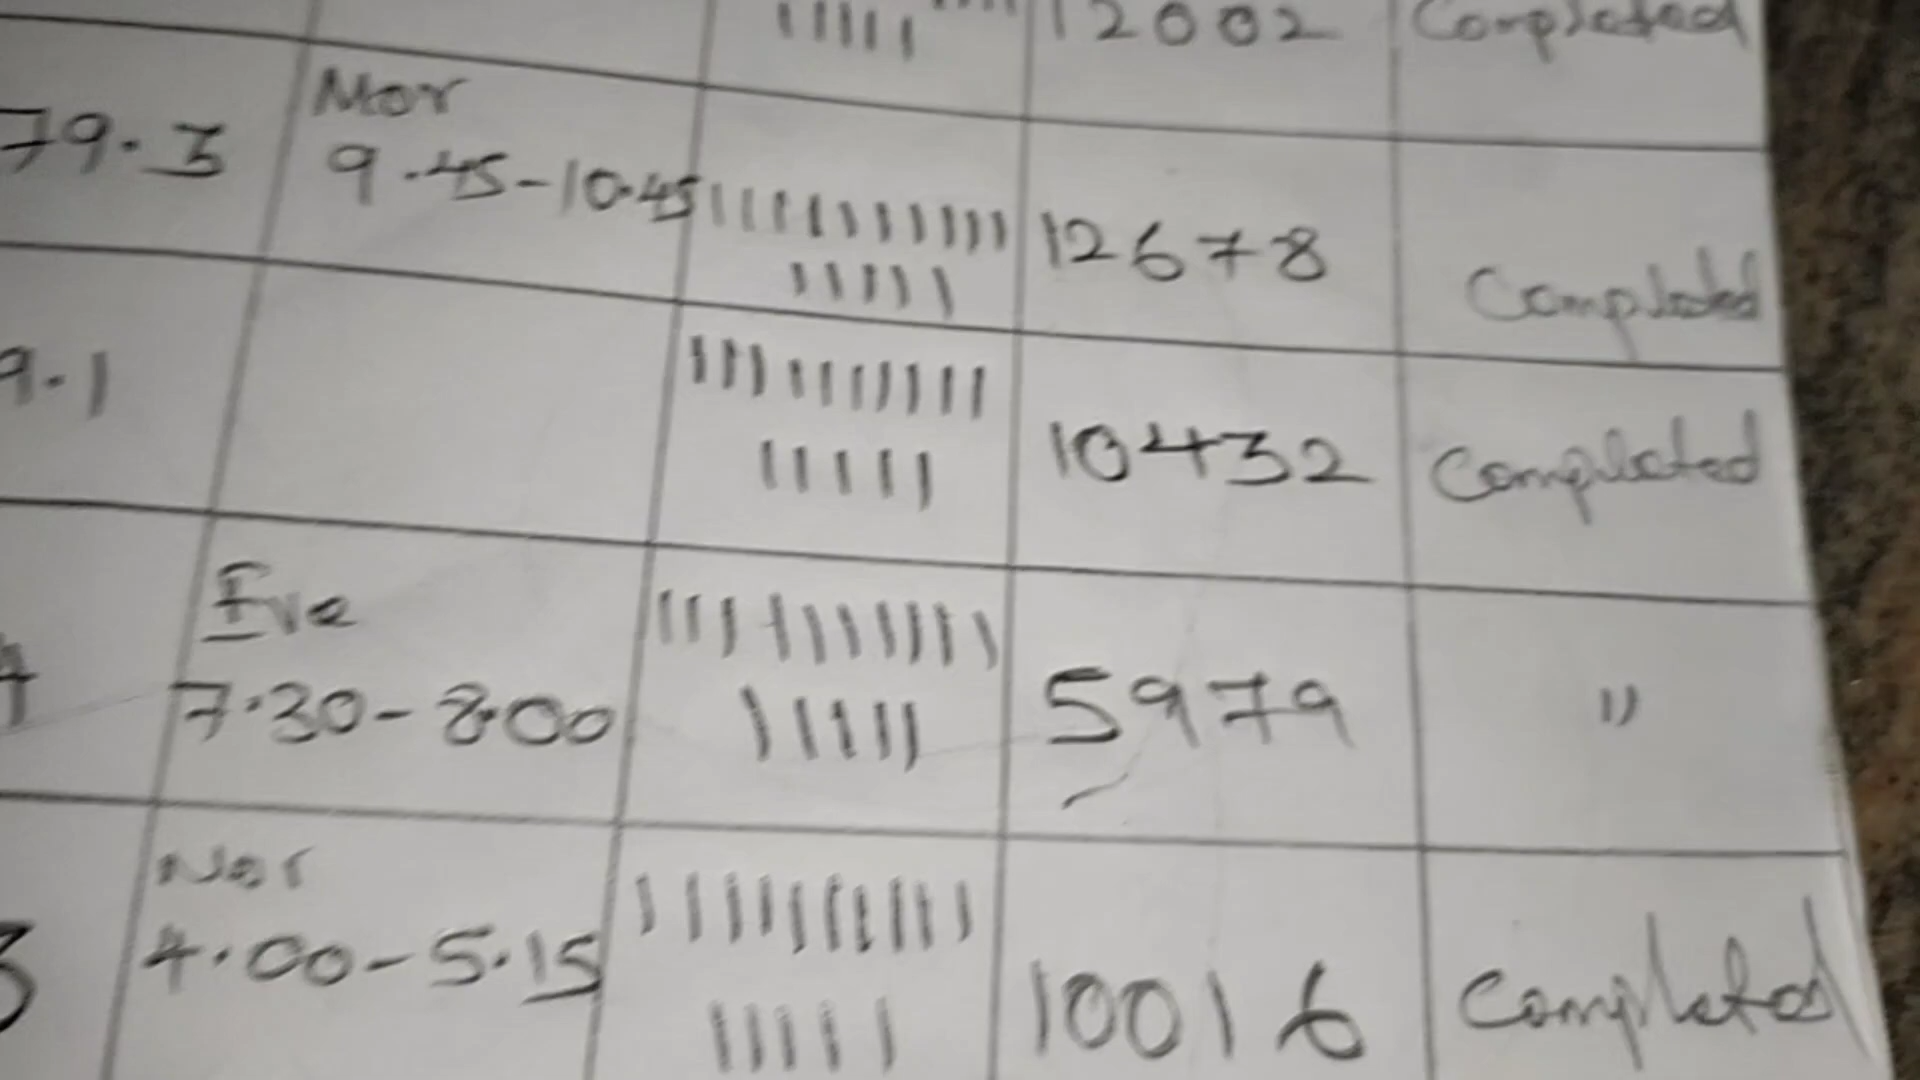 12002 Completed
79.3
Mor
9.45-10.45
12678
Completed
9.1
10432
Completed
Eve
7.30-8.00
5979
"
4.00-5.15
10016
Completed